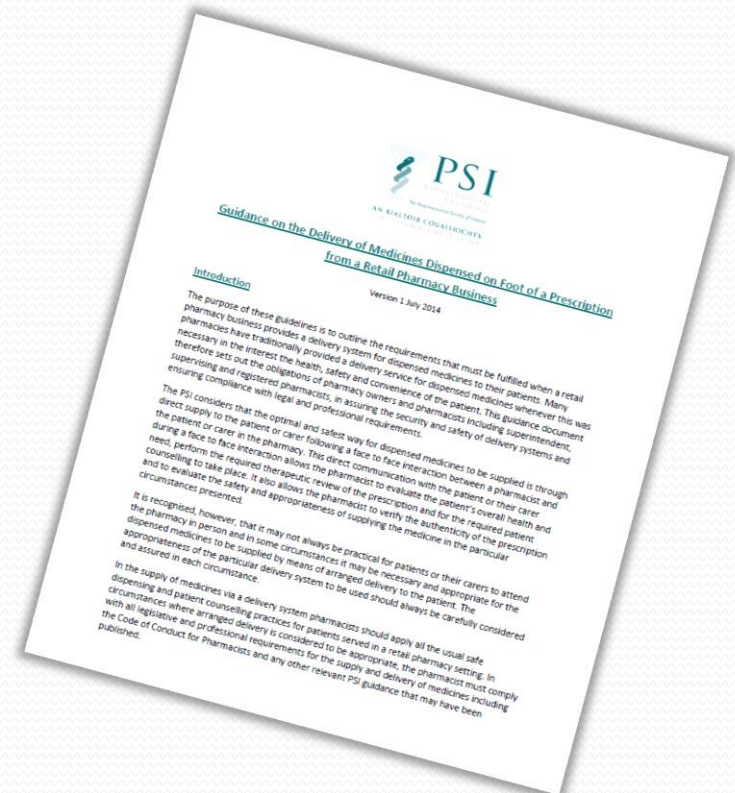 PSI
The Pharmaceutical Society of Ireland
AN RIALTÓIR CÓGAISÍOCHTA
Guidance on the Delivery of Medicines Dispensed on Foot of a Prescription
from a Retail Pharmacy Business
Version 1 July 2014
Introduction
The purpose of these guidelines is to outline the requirements that must be fulfilled when a retail
pharmacy business provides a delivery system for dispensed medicines to their patients. Many
pharmacies have traditionally provided a delivery service for dispensed medicines whenever this was
necessary in the interest the health, safety and convenience of the patient. This guidance document
therefore sets out the obligations of pharmacy owners and pharmacists including superintendent,
supervising and registered pharmacists, in assuring the security and safety of delivery systems and
ensuring compliance with legal and professional requirements.
The PSI considers that the optimal and safest way for dispensed medicines to be supplied is through
direct supply to the patient or carer following a face to face interaction between a pharmacist and
the patient or carer in the pharmacy. This direct communication with the patient or their carer
during a face to face interaction allows the pharmacist to evaluate the patient's overall health and
need, perform the required therapeutic review of the prescription and for the required patient
counselling to take place. It also allows the pharmacist to verify the authenticity of the prescription
and to evaluate the safety and appropriateness of supplying the medicine in the particular
circumstances presented.
It is recognised, however, that it may not always be practical for patients or their carers to attend
the pharmacy in person and in some circumstances it may be necessary and appropriate for the
dispensed medicines to be supplied by means of arranged delivery to the patient. The
appropriateness of the particular delivery system to be used should always be carefully considered
and assured in each circumstance.
In the supply of medicines via a delivery system pharmacists should apply all the usual safe
dispensing and patient counselling practices for patients served in a retail pharmacy setting. In
circumstances where arranged delivery is considered to be appropriate, the pharmacist must comply
with all legislative and professional requirements for the supply and delivery of medicines including
the Code of Conduct for Pharmacists and any other relevant PSI guidance that may have been
published.